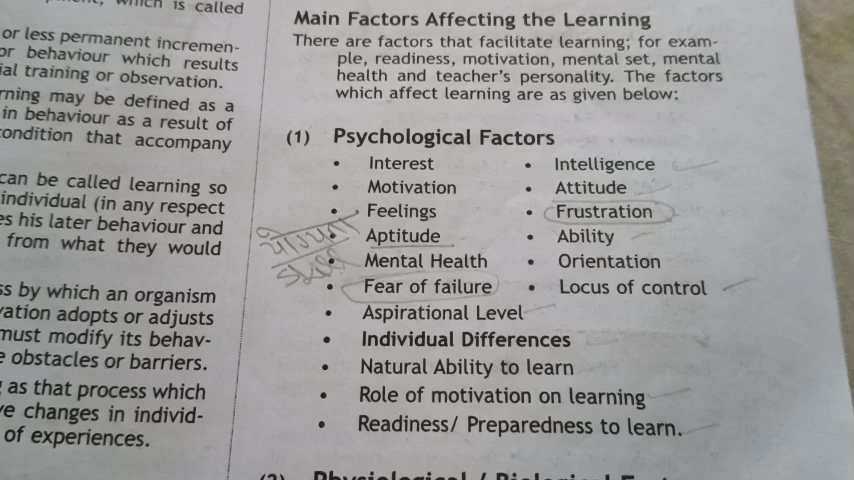 which is called
or less permanent incremen-
or behaviour which results
ial training or observation.
rning may be defined as a
in behaviour as a result of
condition that accompany
can be called learning so
individual (in any respect
es his later behaviour and
from what they would
ss by which an organism
vation adopts or adjusts
must modify its behav-
e obstacles or barriers.
as that process which
ve changes in individ-
of experiences.
Main Factors Affecting the Learning
There are factors that facilitate learning; for exam-
ple, readiness, motivation, mental set, mental
health and teacher's personality. The factors
which affect learning are as given below:
(1) Psychological Factors
• Interest • Intelligence
• Motivation • Attitude
• Feelings • Frustration
• Aptitude • Ability
• Mental Health • Orientation
• Fear of failure • Locus of control
• Aspirational Level
• Individual Differences
• Natural Ability to learn
• Role of motivation on learning
• Readiness/ Preparedness to learn.